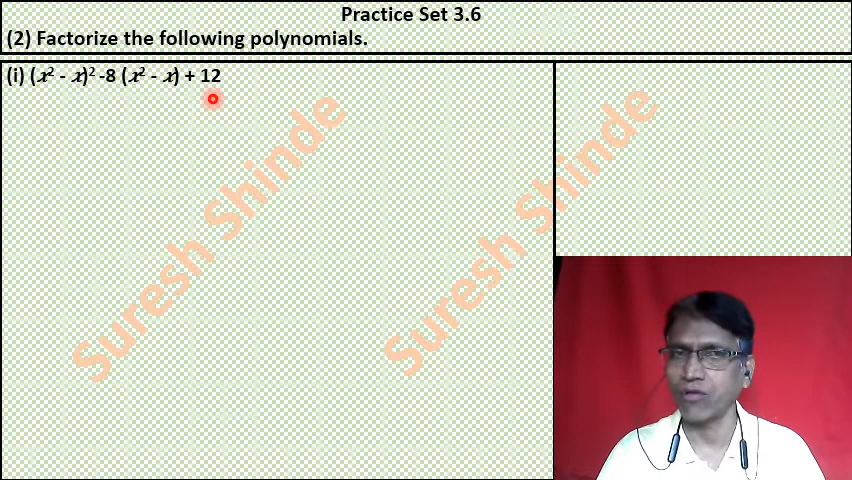 Practice Set 3.6
(2) Factorize the following polynomials.
(i) (𝑥² - 𝑥)² -8 (𝑥² - 𝑥) + 12
Suresh Shinde
Suresh Shinde